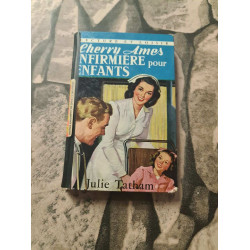 Cherry Ames
INFIRMIÈRE pour
ENFANTS
Julie Tatham